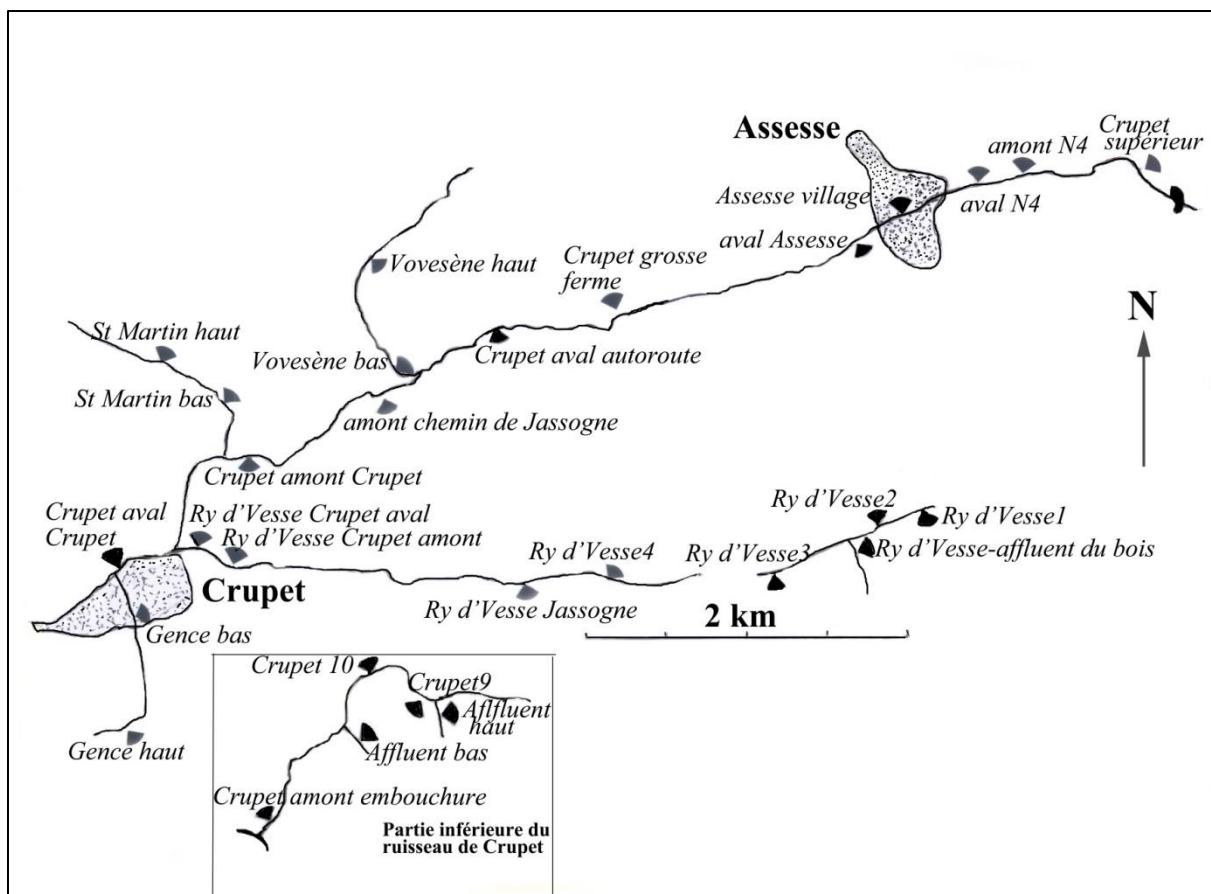 Assesse
amont N4
Crupet
supérieur
Assesse village
aval N4
aval Assesse
Vovesène haut
Crupet grosse
ferme
N
St Martin haut
Vovesène bas
Crupet aval autoroute
St Martin bas
amont chemin de Jassogne
Crupet amont Crupet
Crupet aval
Crupet
Ry d'Vesse Crupet aval
Ry d'Vesse Crupet amont
Ry d'Vesse2
Ry d'Vesse1
Ry d'Vesse4
Ry d'Vesse3
Ry d'Vesse-affluent du bois
Crupet
Ry d'Vesse Jassogne
2 km
Gence bas
Crupet 10
Crupet9
Aflfluent
haut
Gence haut
Affluent bas
Crupet amont embouchure
Partie inférieure du
ruisseau de Crupet